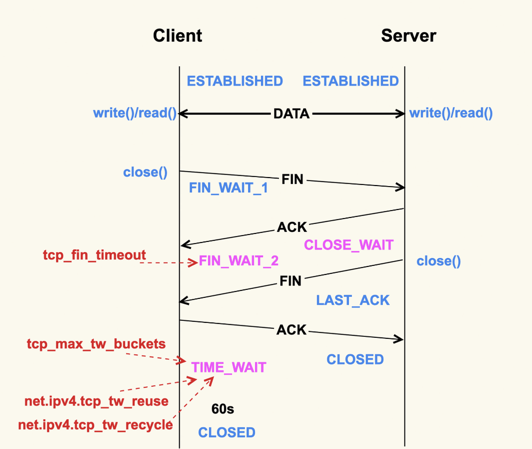 Client Server
ESTABLISHED ESTABLISHED
write()/read() DATA write()/read()
close() FIN
FIN_WAIT_1
ACK
CLOSE_WAIT
tcp_fin_timeout FIN_WAIT_2 close()
FIN
LAST_ACK
ACK
tcp_max_tw_buckets CLOSED
TIME_WAIT
net.ipv4.tcp_tw_reuse 60s
net.ipv4.tcp_tw_recycle
CLOSED